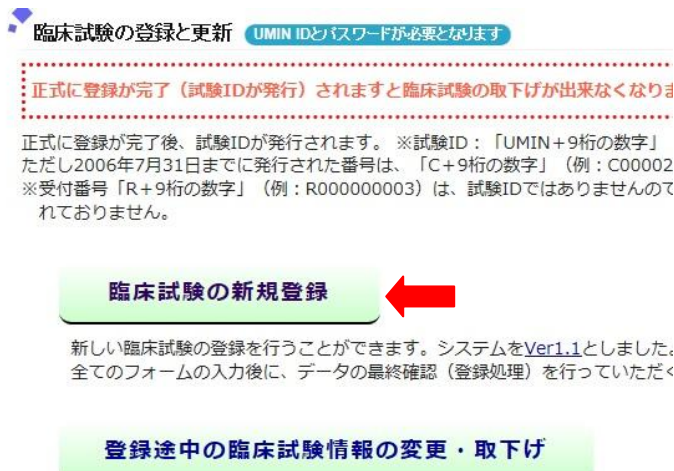 臨床試験の登録と更新 UMIN IDとパスワードが必要となります
正式に登録が完了（試験IDが発行）されますと臨床試験の取下げが出来なくなりま
正式に登録が完了後、試験IDが発行されます。 ※試験ID：「UMIN+9桁の数字」
ただし2006年7月31日までに発行された番号は、「C+9桁の数字」（例：C00002
※受付番号「R+9桁の数字」（例：R000000003）は、試験IDではありませんので
れておりません。
臨床試験の新規登録
新しい臨床試験の登録を行うことができます。システムをVer1.1としました。
全てのフォームの入力後に、データの最終確認（登録処理）を行っていただく
登録途中の臨床試験情報の変更・取下げ